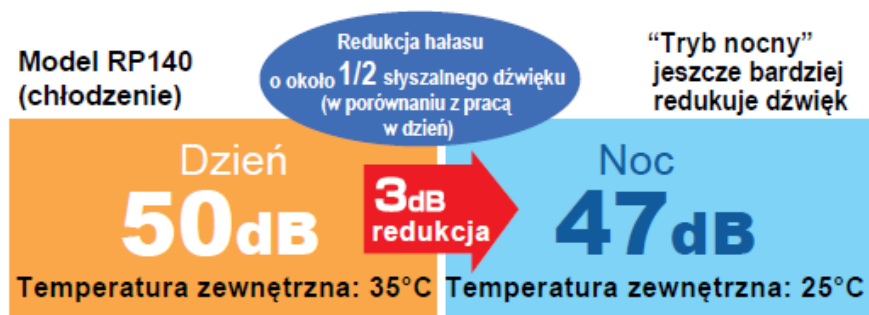 Model RP140
(chłodzenie)
Redukcja hałasu
o około 1/2 słyszalnego dźwięku
(w porównaniu z pracą
w dzień)
“Tryb nocny”
jeszcze bardziej
redukuje dźwięk
Dzień
50dB
Temperatura zewnętrzna: 35°C
3dB
redukcja
Noc
47dB
Temperatura zewnętrzna: 25°C